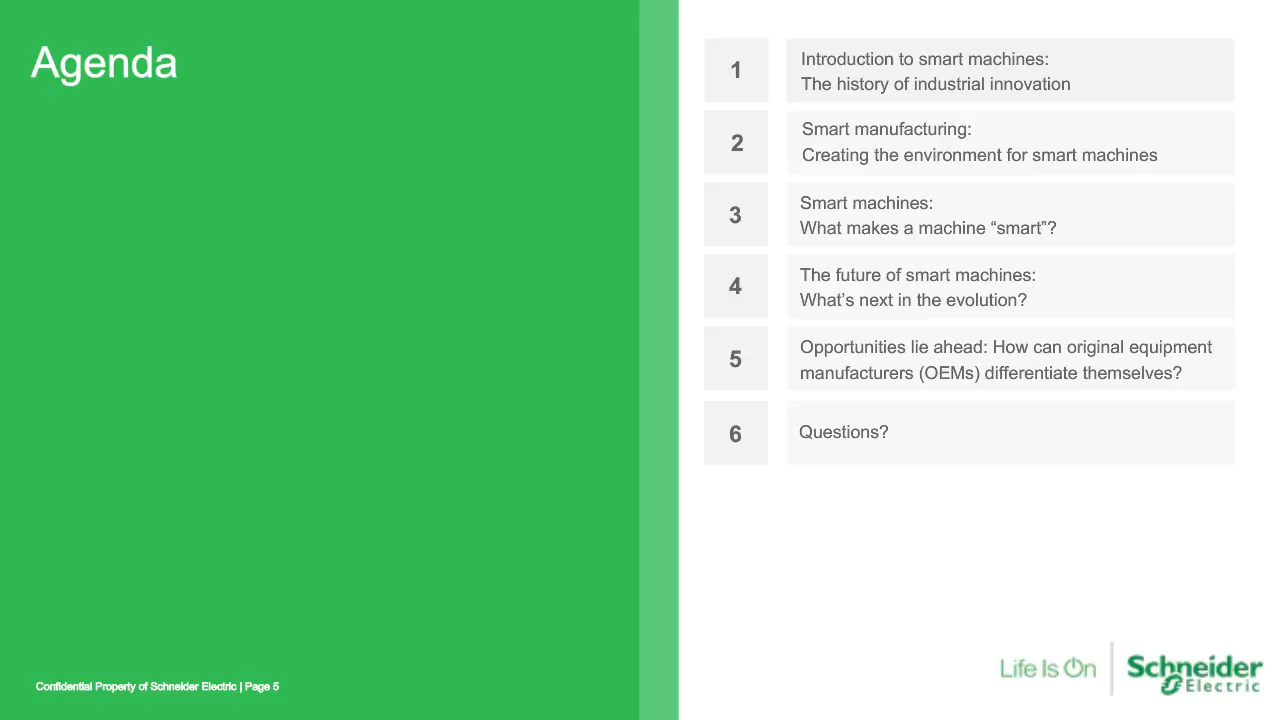 Agenda
1
Introduction to smart machines:
The history of industrial innovation
2
Smart manufacturing:
Creating the environment for smart machines
3
Smart machines:
What makes a machine “smart”?
4
The future of smart machines:
What’s next in the evolution?
5
Opportunities lie ahead: How can original equipment
manufacturers (OEMs) differentiate themselves?
6
Questions?
Confidential Property of Schneider Electric | Page 5
Life Is On
Schneider
Electric